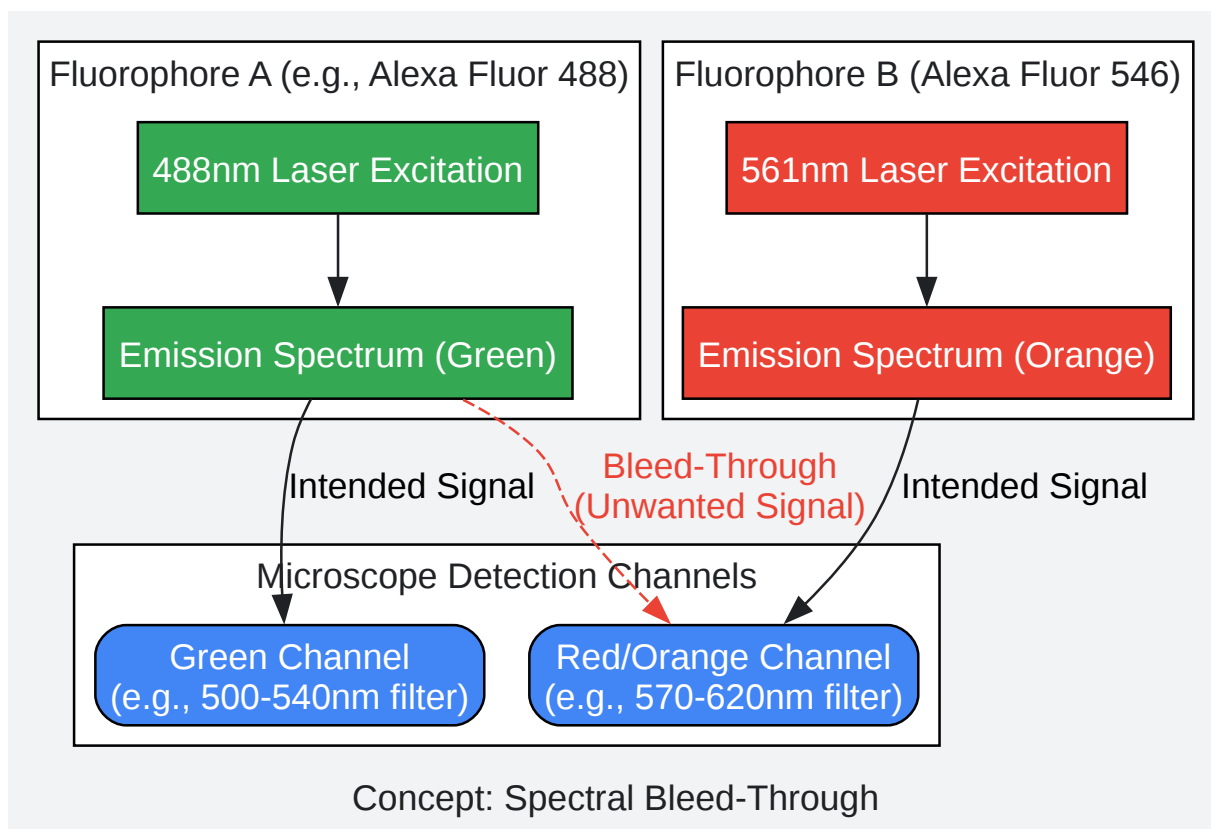 Fluorophore A (e.g., Alexa Fluor 488)
488nm Laser Excitation
Emission Spectrum (Green)
Fluorophore B (Alexa Fluor 546)
561nm Laser Excitation
Emission Spectrum (Orange)
Intended Signal
Bleed-Through
(Unwanted Signal)
Intended Signal
Microscope Detection Channels
Green Channel
(e.g., 500-540nm filter)
Red/Orange Channel
(e.g., 570-620nm filter)
Concept: Spectral Bleed-Through